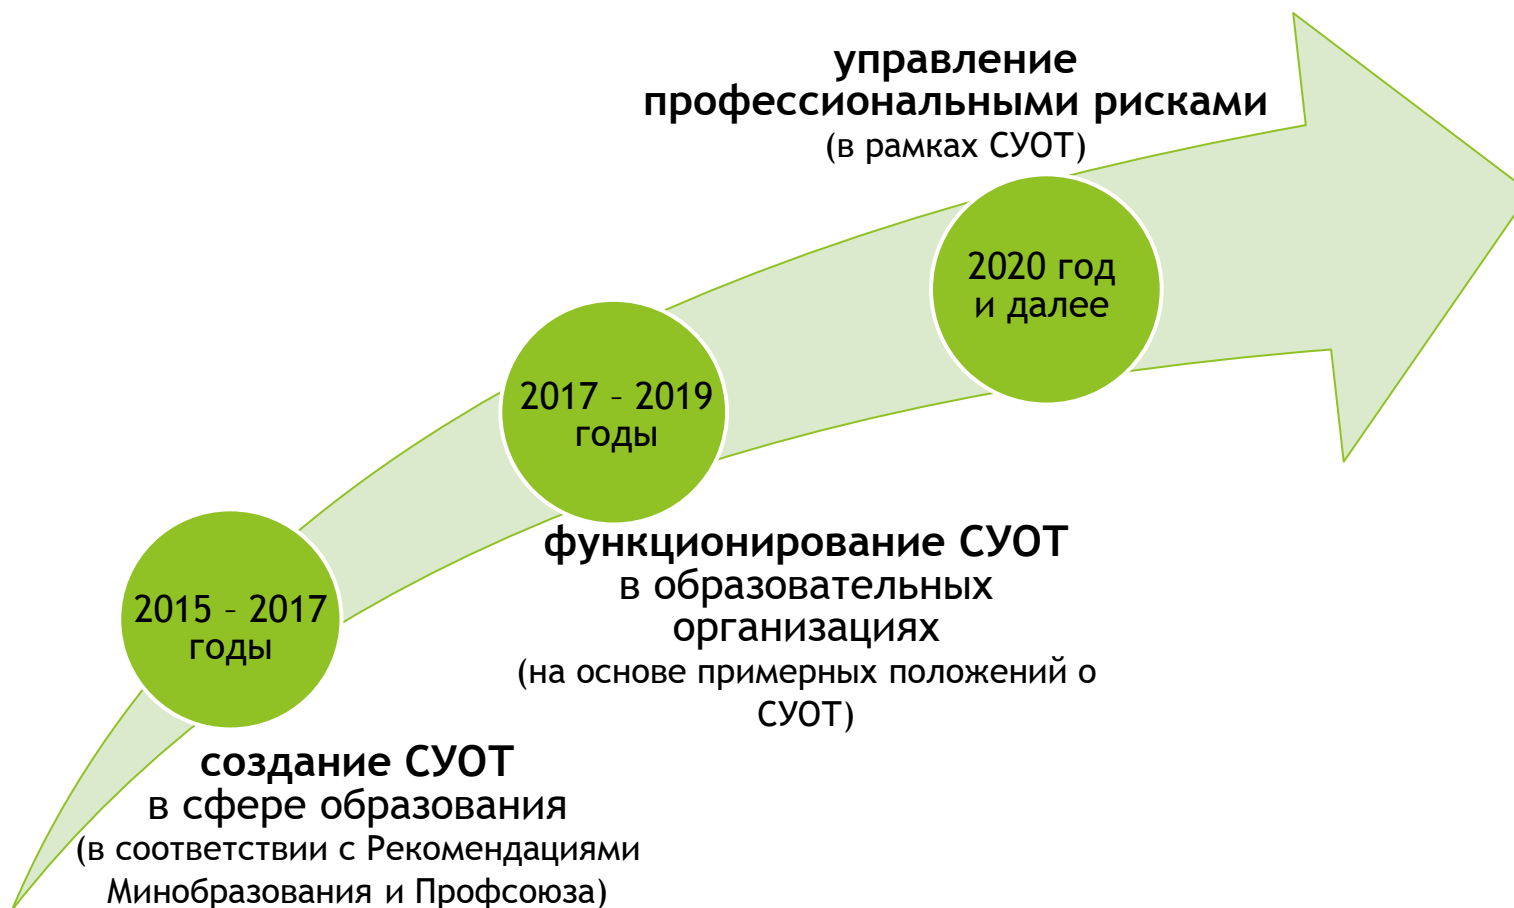 управление
профессиональными рисками
(в рамках СУОТ)
2020 год
и далее
2017 – 2019
годы
функционирование СУОТ
в образовательных
организациях
(на основе примерных положений о
СУОТ)
2015 – 2017
годы
создание СУОТ
в сфере образования
(в соответствии с Рекомендациями
Минобразования и Профсоюза)